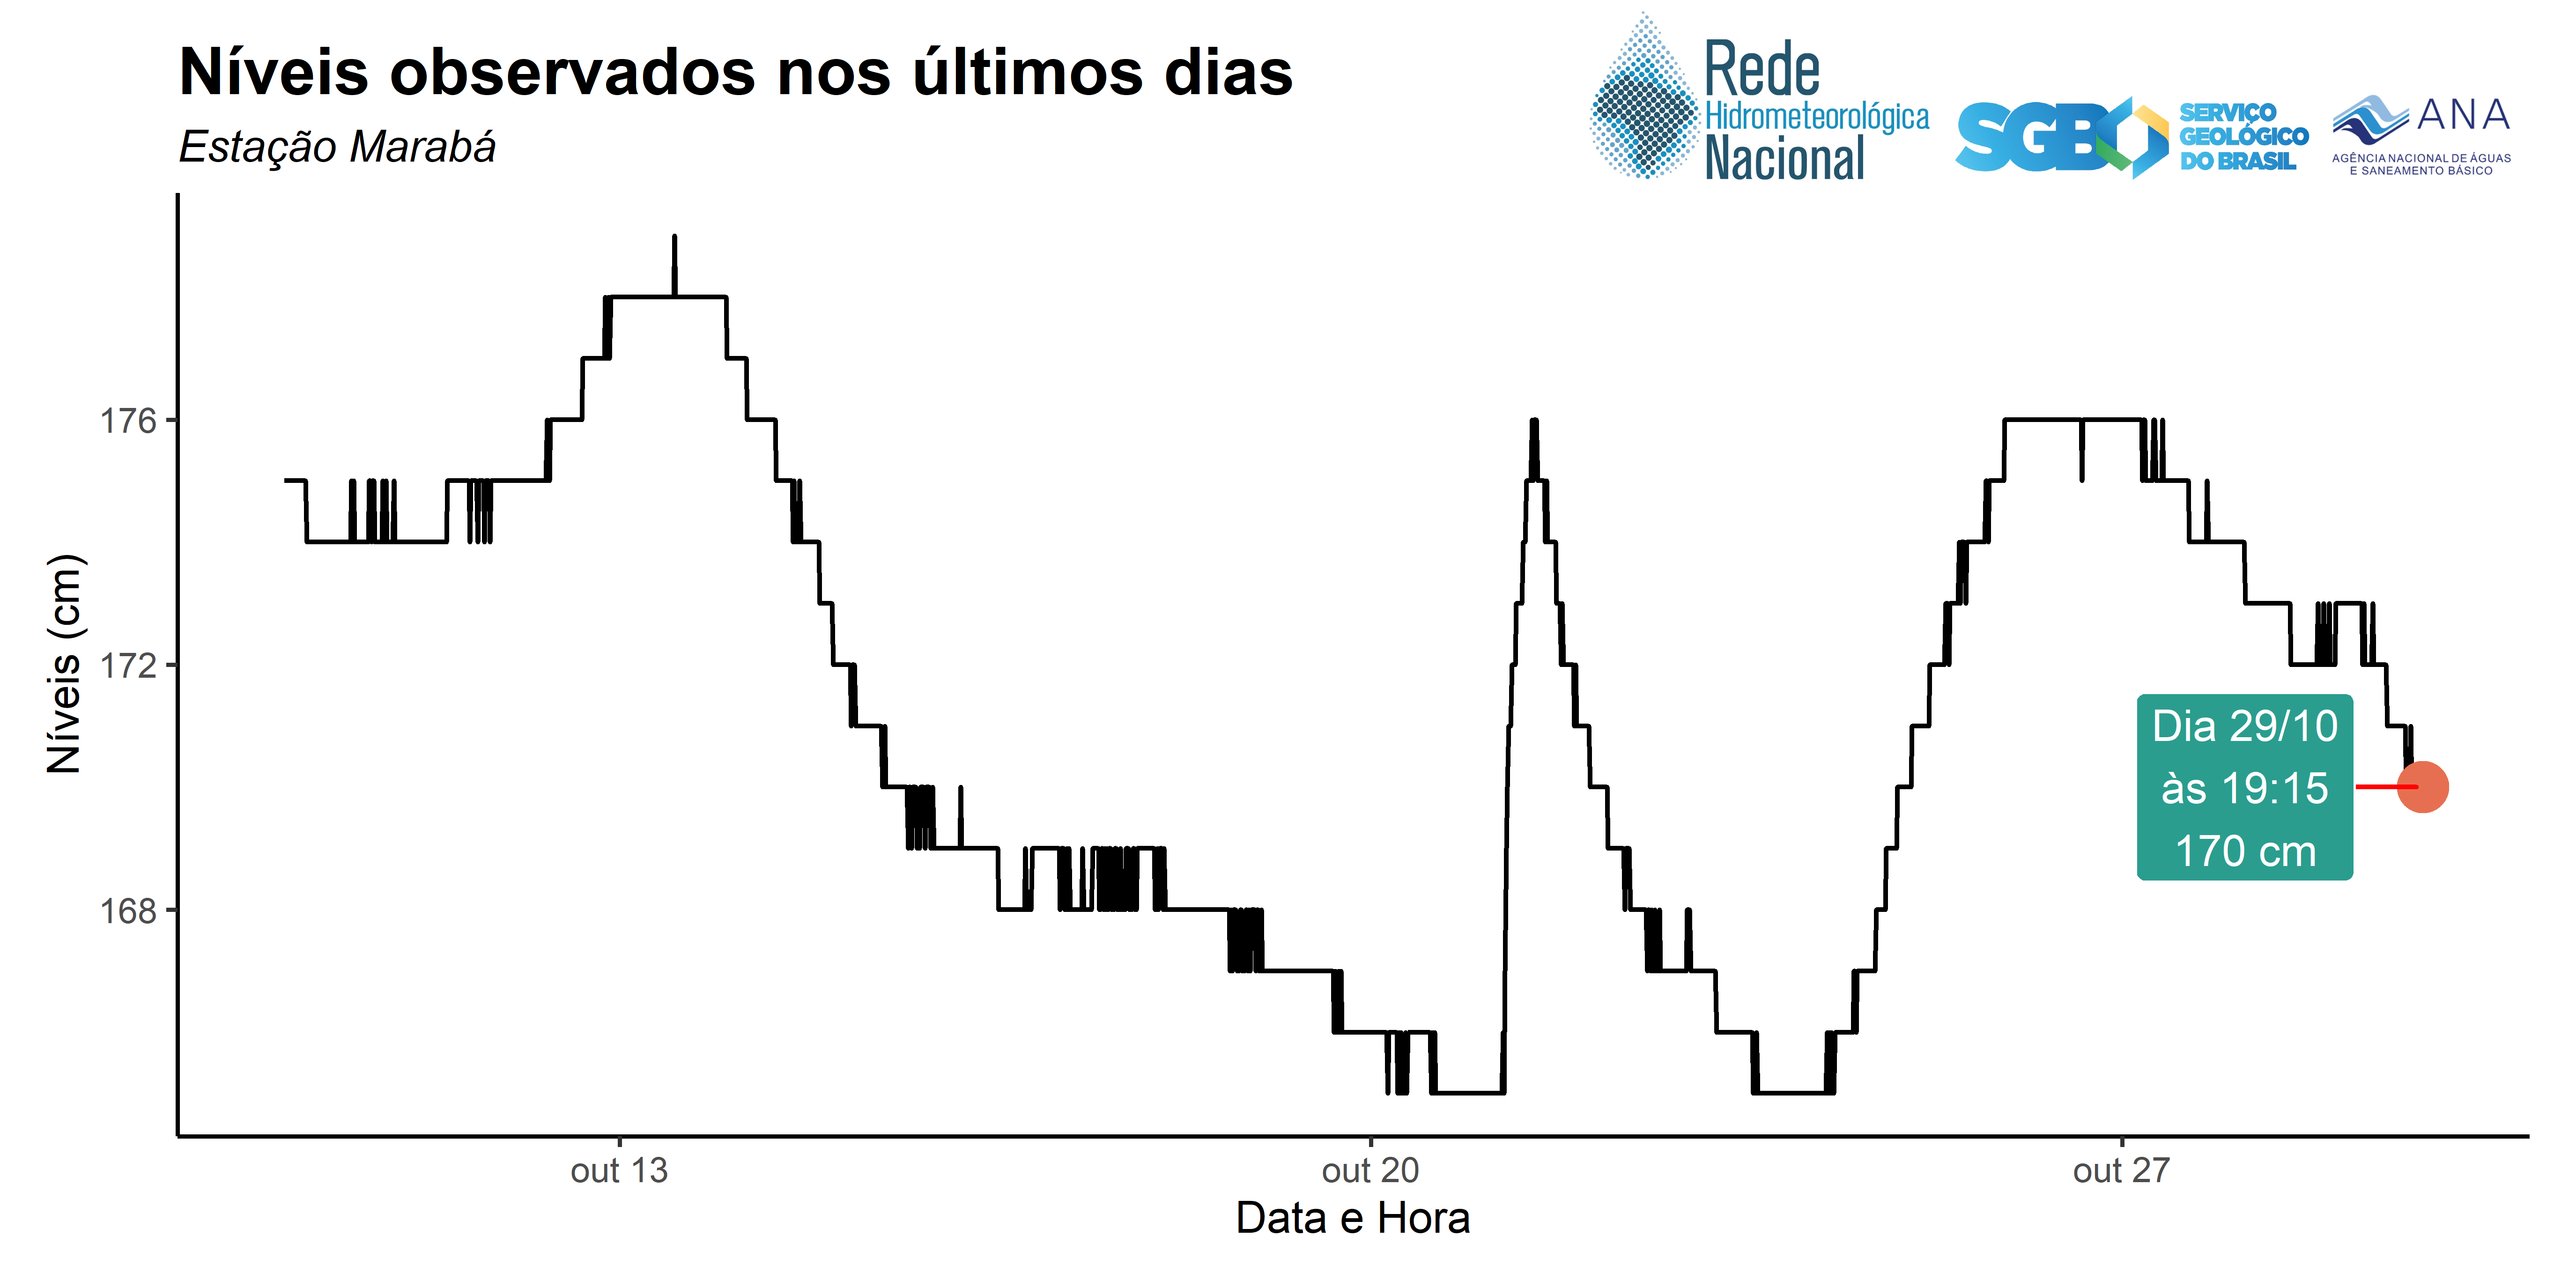 Níveis observados nos últimos dias
Estação Marabá
Rede
Hidrometeorológica
Nacional
SGB
SERVIÇO
GEOLÓGICO
DO BRASIL
ANA
AGÊNCIA NACIONAL DE ÁGUAS
E SANEAMENTO BÁSICO
Níveis (cm)
176
172
168
Dia 29/10
às 19:15
170 cm
out 13
out 20
out 27
Data e Hora